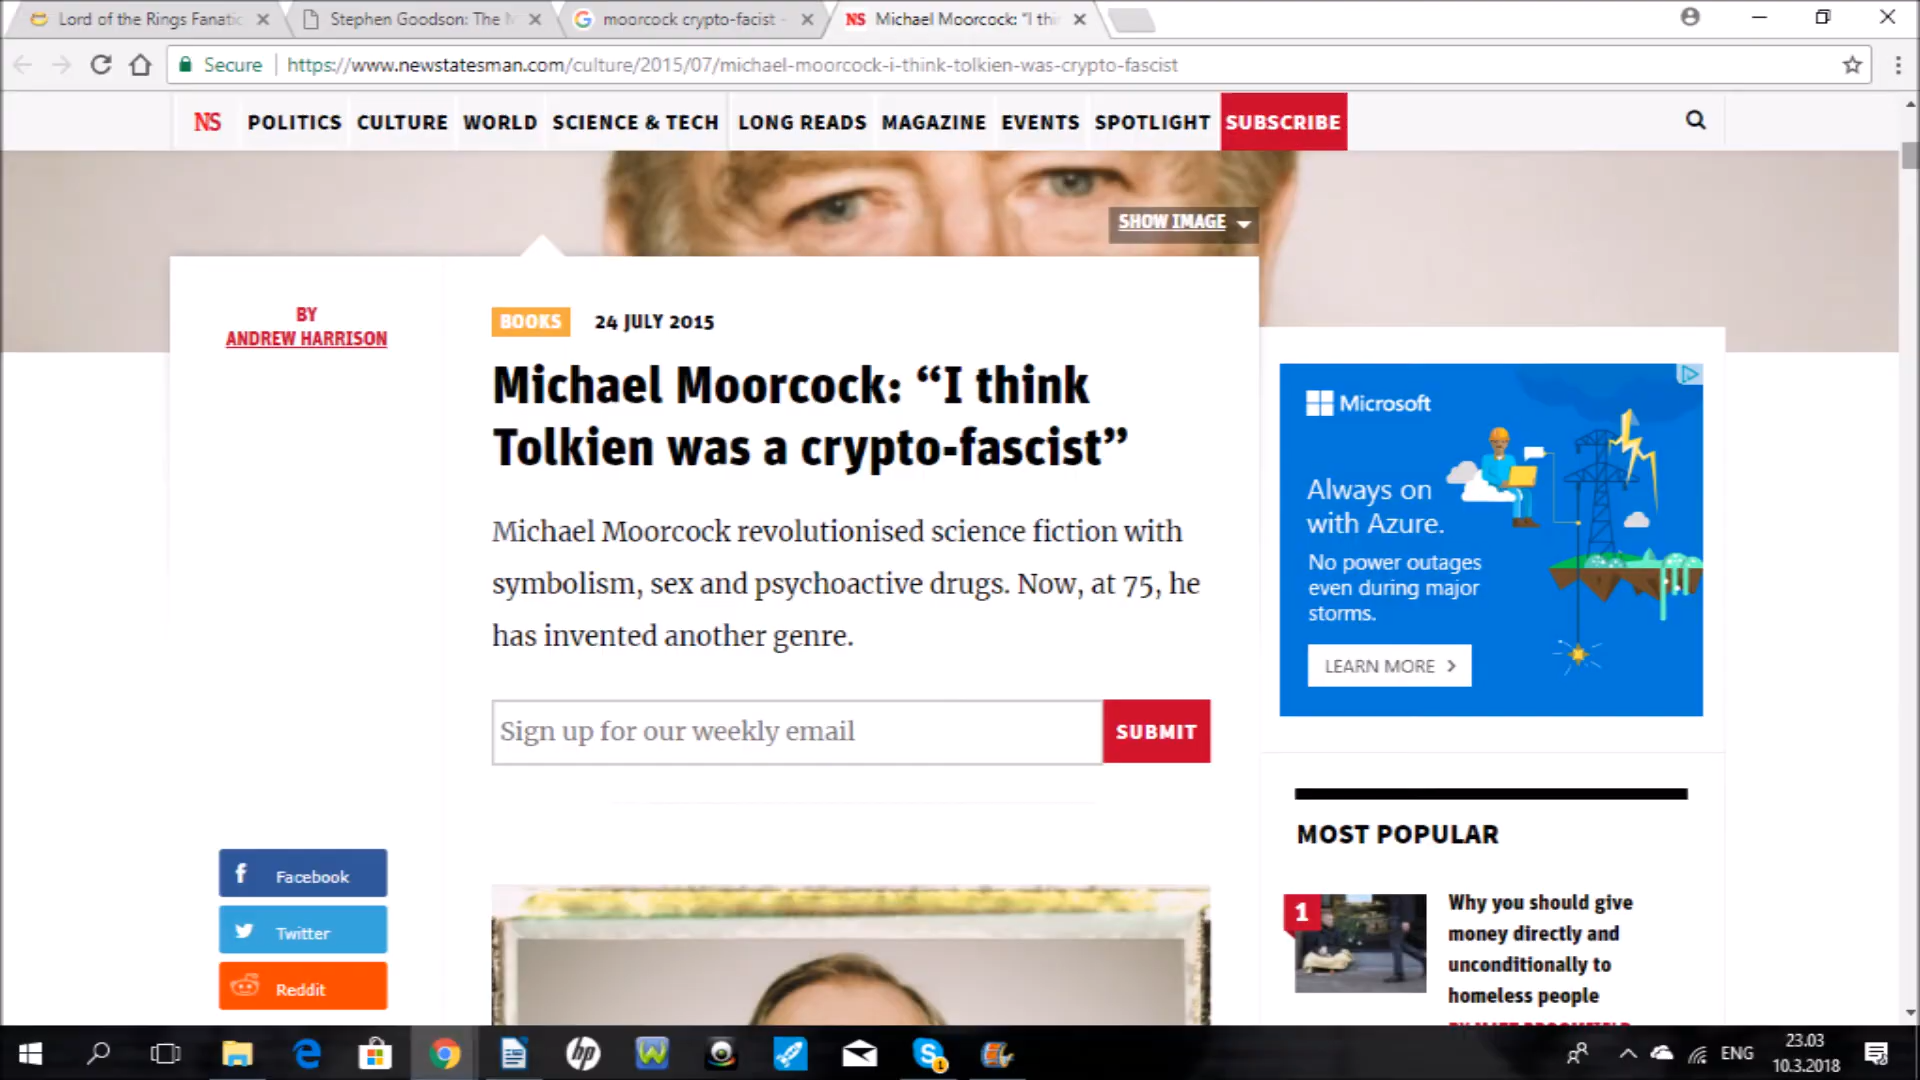 Lord of the Rings Fanatic
Stephen Goodson: The
moorcock crypto-facist -
NS Michael Moorcock: "I thi
Secure
https://www.newstatesman.com/culture/2015/07/michael-moorcock-i-think-tolkien-was-crypto-fascist
NS POLITICS CULTURE WORLD SCIENCE & TECH LONG READS MAGAZINE EVENTS SPOTLIGHT SUBSCRIBE
SHOW IMAGE
BY
ANDREW HARRISON
BOOKS 24 JULY 2015
Michael Moorcock: “I think
Tolkien was a crypto-fascist”
Michael Moorcock revolutionised science fiction with
symbolism, sex and psychoactive drugs. Now, at 75, he
has invented another genre.
Sign up for our weekly email
SUBMIT
Facebook
Twitter
Reddit
Microsoft
Always on
with Azure.
No power outages
even during major
storms.
LEARN MORE
MOST POPULAR
1
Why you should give
money directly and
unconditionally to
homeless people
hp
W
S 1
ENG
23.03
10.3.2018